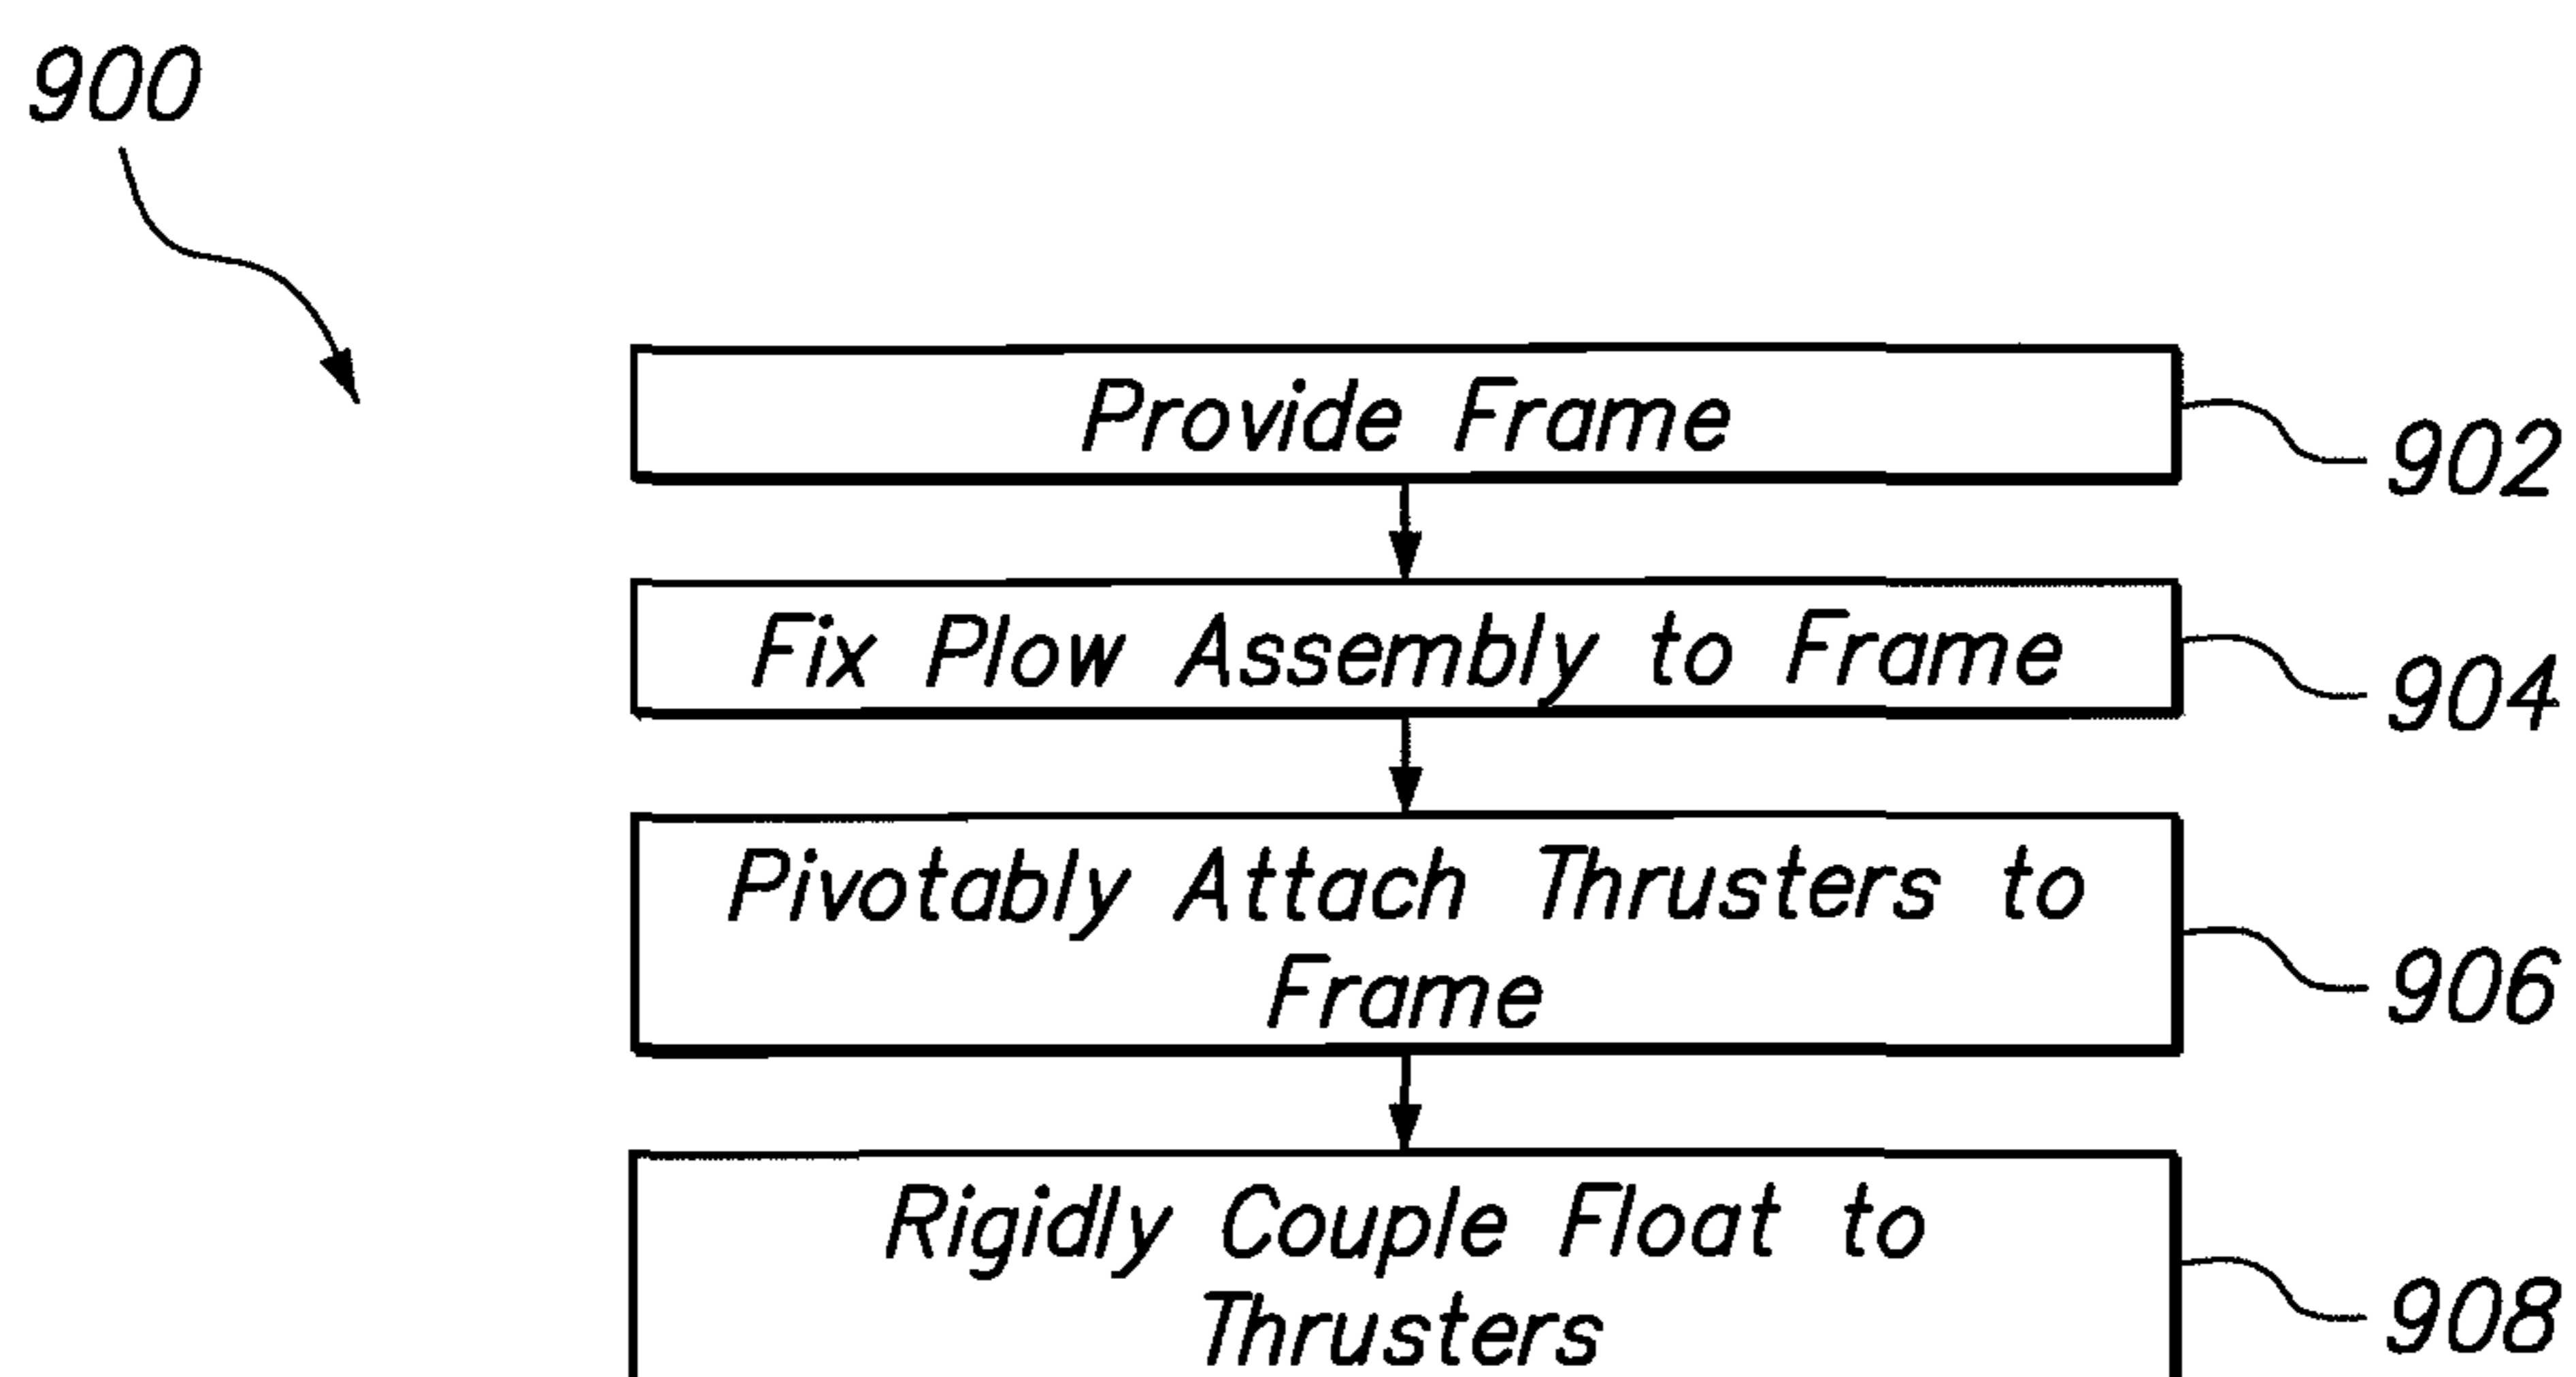 900
Provide Frame
902
Fix Plow Assembly to Frame
904
Pivotably Attach Thrusters to
Frame
906
Rigidly Couple Float to
Thrusters
908